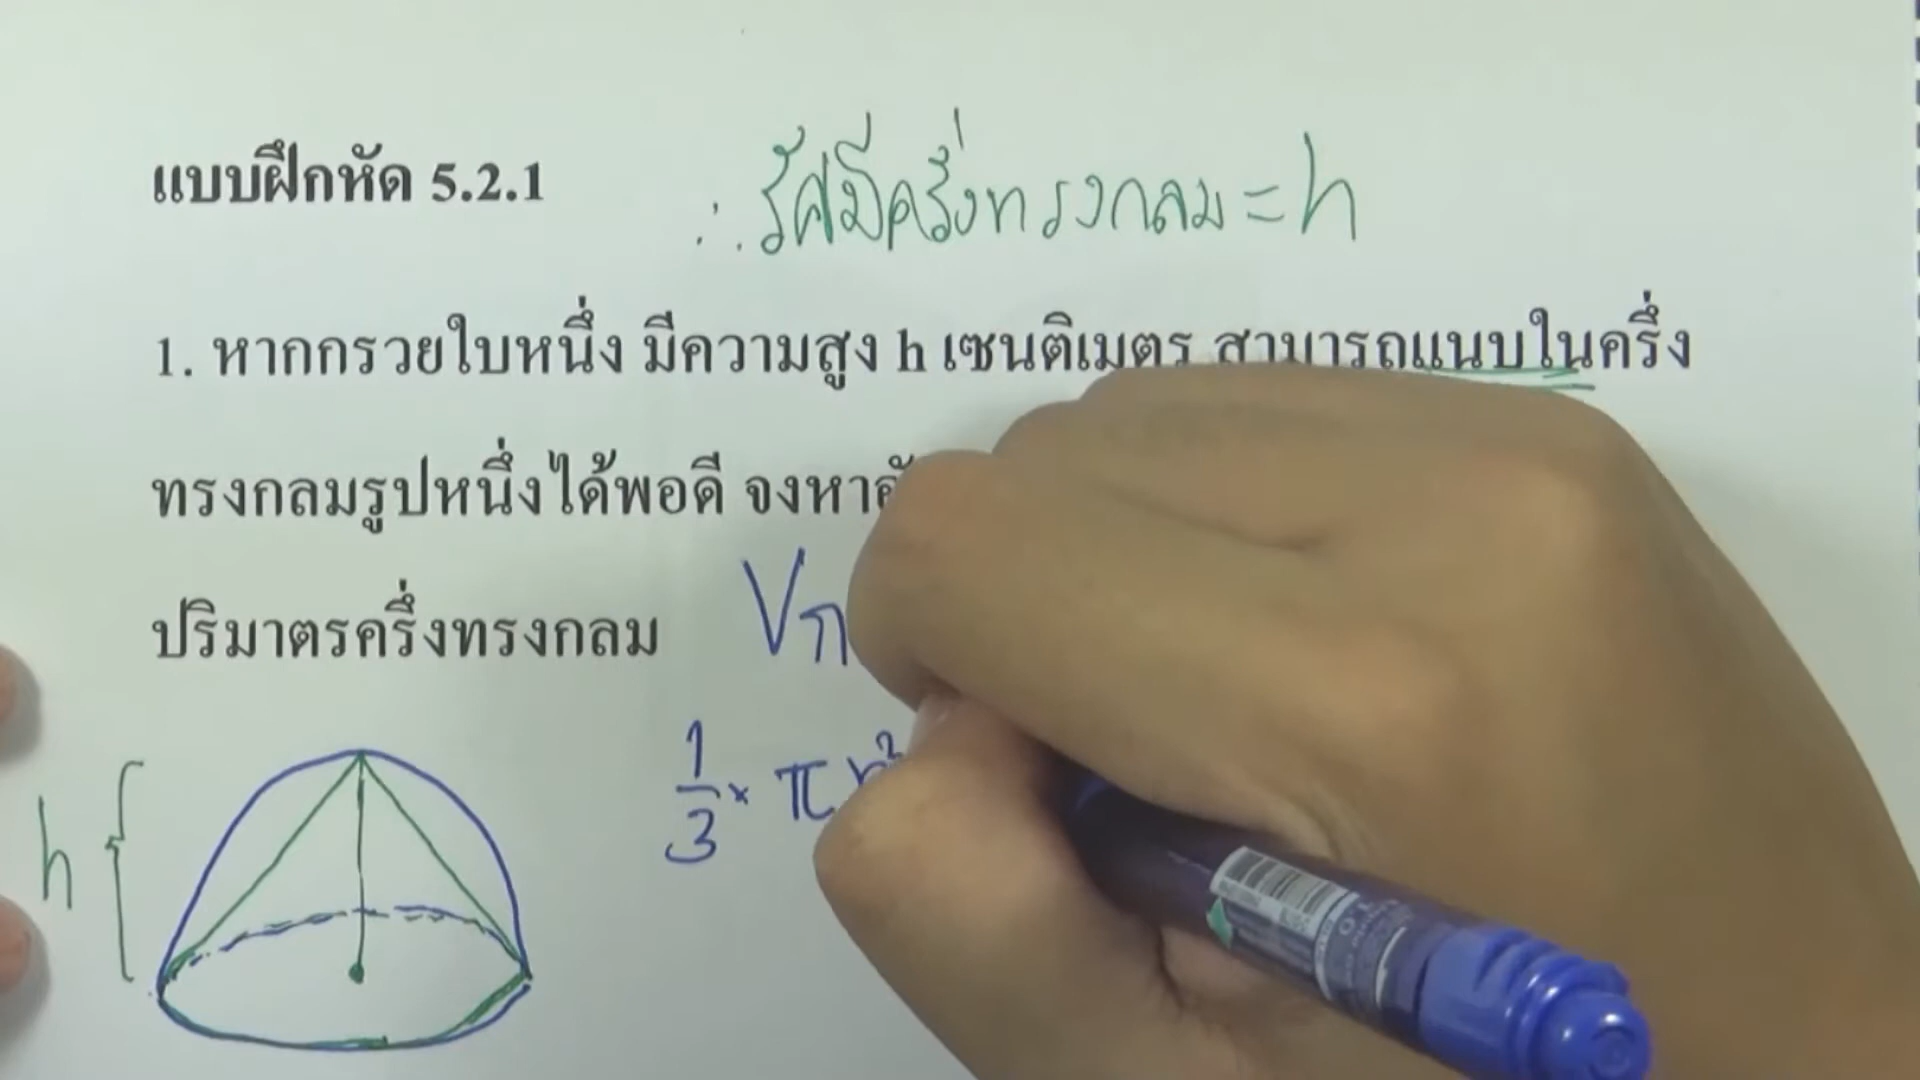 แบบฝึกหัด 5.2.1
∴ รัศมีครึ่งทรงกลม = h
1. หากกรวยใบหนึ่ง มีความสูง h เซนติเมตร สามารถแนบในครึ่ง
ทรงกลมรูปหนึ่งได้พอดี จงหา
ปริมาตรครึ่งทรงกลม
V ก
1/3 × π r²
h